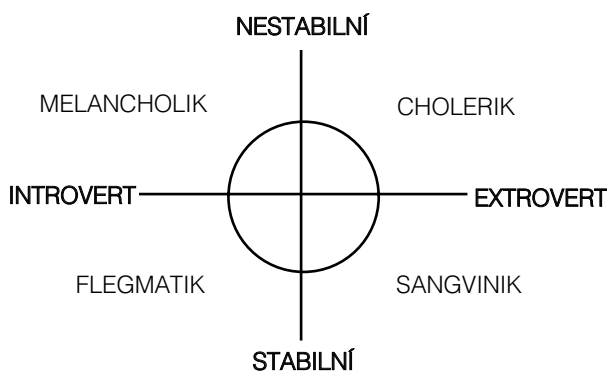 NESTABILNÍ
MELANCHOLIK
CHOLERIK
INTROVERT
EXTROVERT
FLEGMATIK
SANGVINIK
STABILNÍ